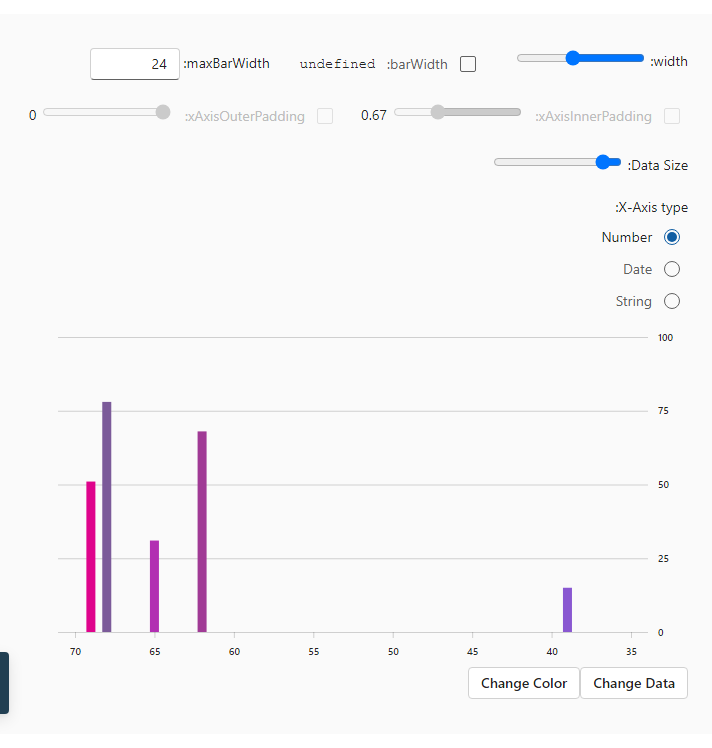 width:
barWidth: undefined
maxBarWidth: 24
xAxisInnerPadding: 0.67
xAxisOuterPadding: 0
Data Size:
X-Axis type:
Number
Date
String
100
75
50
25
0
70 65 60 55 50 45 40 35
Change Color Change Data